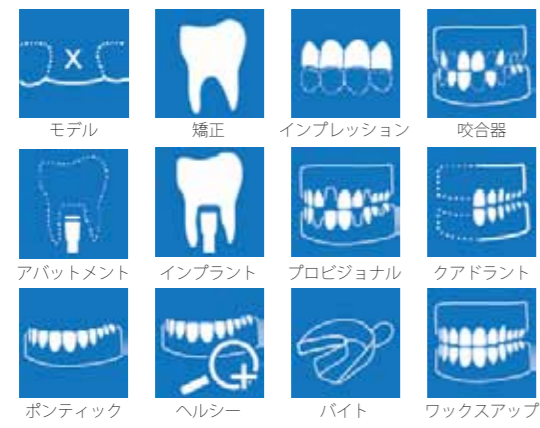 X
モデル
矯正
インプレッション
咬合器
アバットメント
インプラント
プロビジョナル
クアドラント
ポンティック
ヘルシー
バイト
ワックスアップ